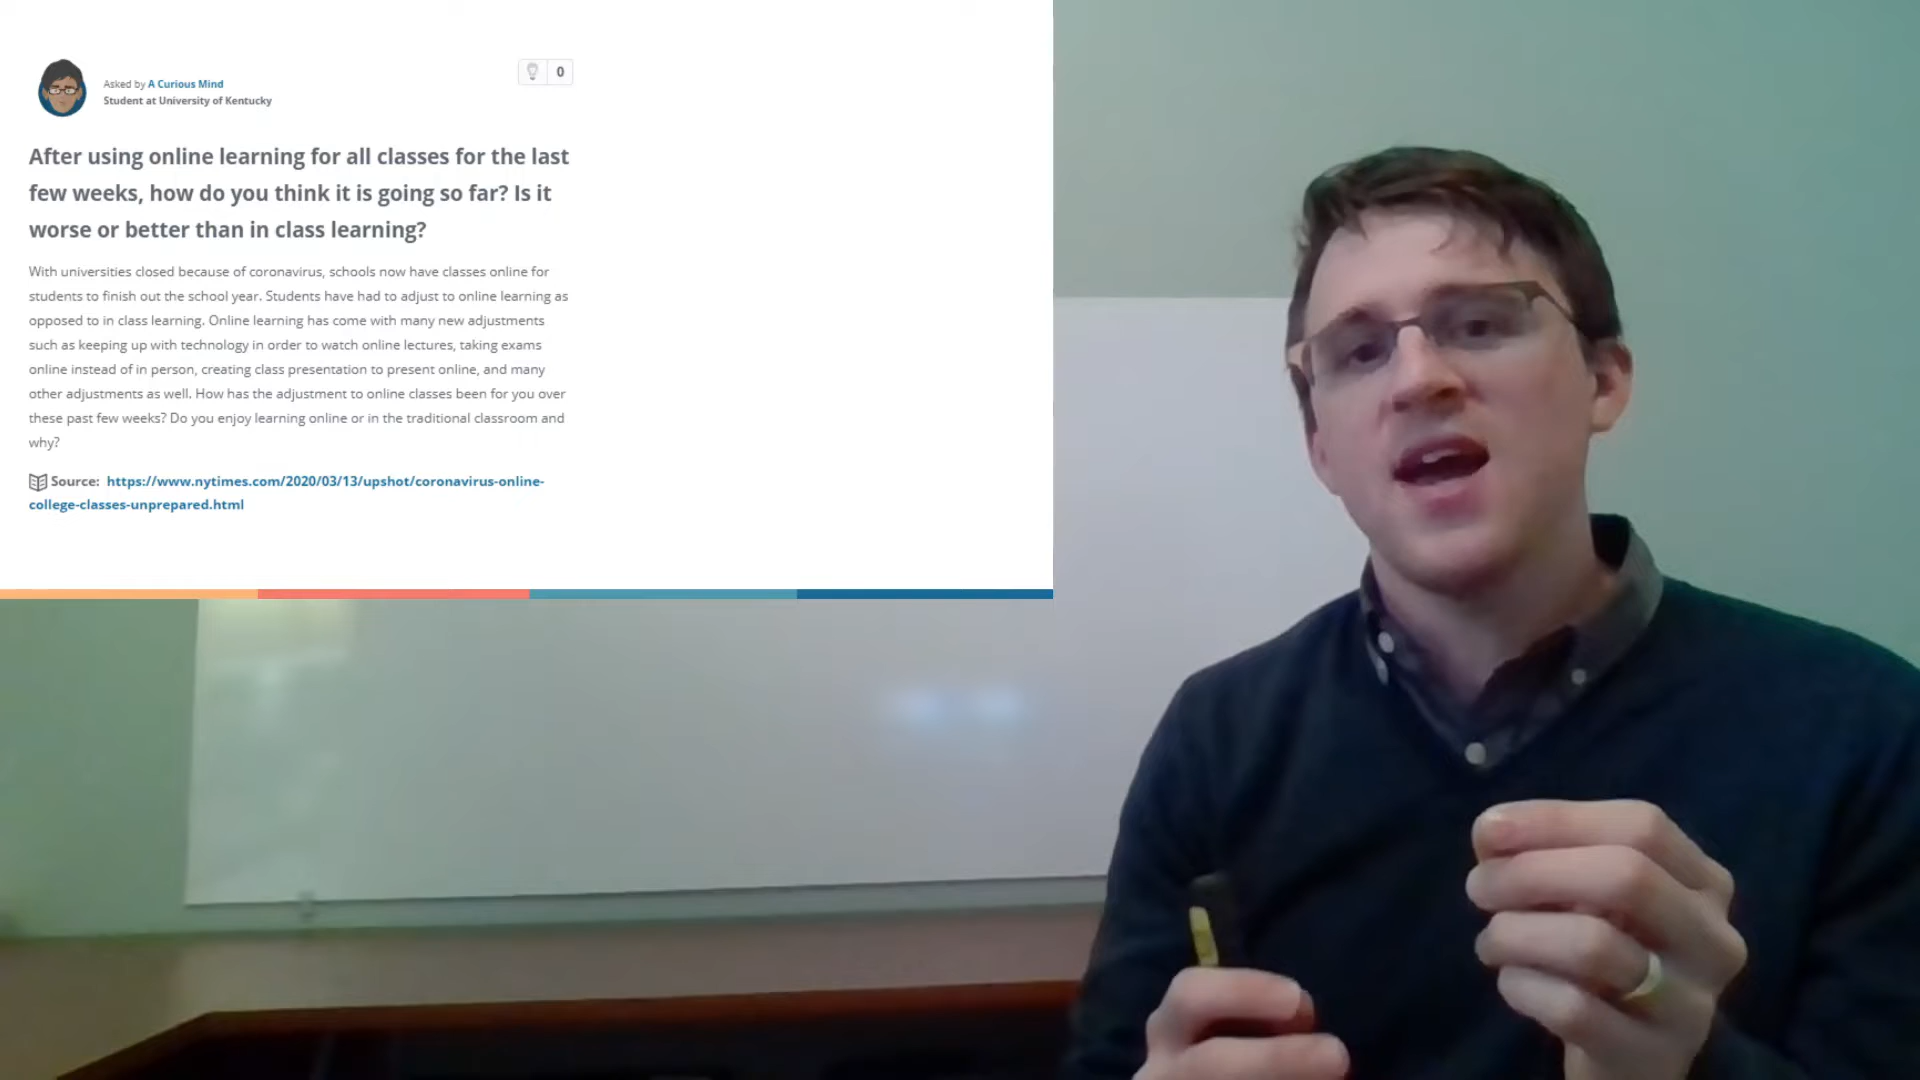 Asked by A Curious Mind
0
Student at University of Kentucky
After using online learning for all classes for the last
few weeks, how do you think it is going so far? Is it
worse or better than in class learning?
With universities closed because of coronavirus, schools now have classes online for
students to finish out the school year. Students have had to adjust to online learning as
opposed to in class learning. Online learning has come with many new adjustments
such as keeping up with technology in order to watch online lectures, taking exams
online instead of in person, creating class presentation to present online, and many
other adjustments as well. How has the adjustment to online classes been for you over
these past few weeks? Do you enjoy learning online or in the traditional classroom and
why?
Source: https://www.nytimes.com/2020/03/13/upshot/coronavirus-online-
college-classes-unprepared.html